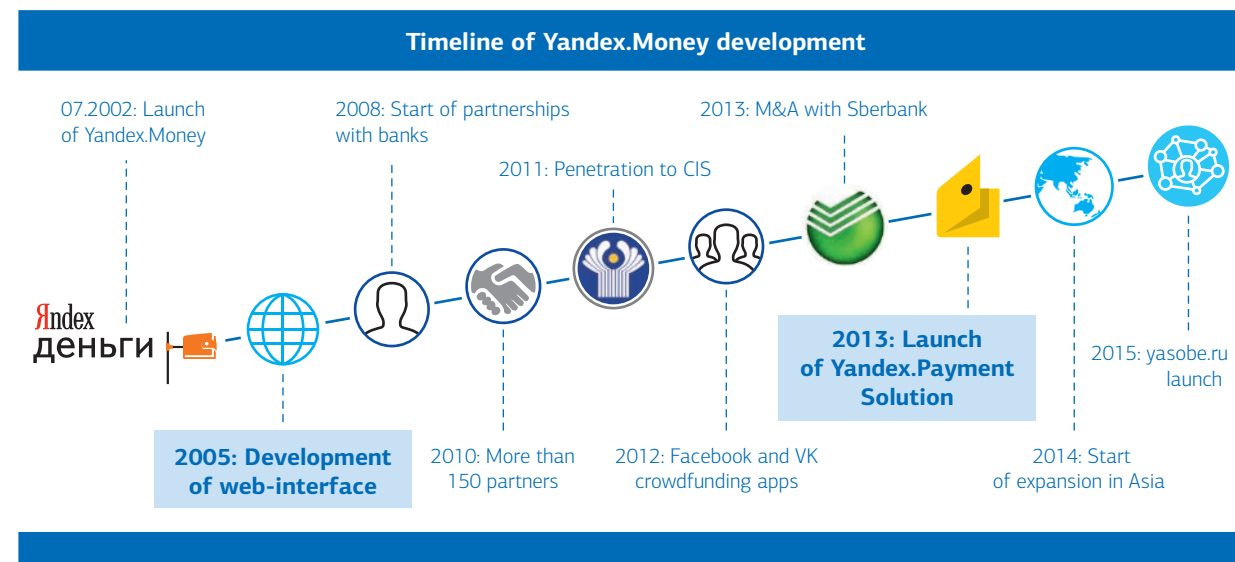 Timeline of Yandex.Money development
07.2002: Launch
of Yandex.Money
2008: Start of partnerships
with banks
2011: Penetration to CIS
2013: M&A with Sberbank
Яndex
деньги
2005: Development
of web-interface
2010: More than
150 partners
2012: Facebook and VK
crowdfunding apps
2013: Launch
of Yandex.Payment
Solution
2014: Start
of expansion in Asia
2015: yasobe.ru
launch